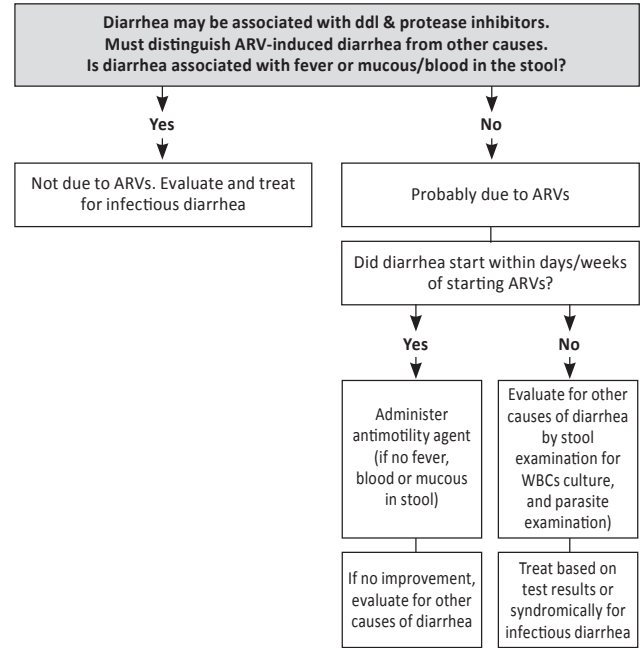 Diarrhea may be associated with ddl & protease inhibitors.
Must distinguish ARV-induced diarrhea from other causes.
Is diarrhea associated with fever or mucous/blood in the stool?
Yes
No
Not due to ARVs. Evaluate and treat
for infectious diarrhea
Probably due to ARVs
Did diarrhea start within days/weeks
of starting ARVs?
Yes
No
Administer
antimotility agent
(if no fever,
blood or mucous
in stool)
Evaluate for other
causes of diarrhea
by stool
examination for
WBCs culture,
and parasite
examination)
If no improvement,
evaluate for other
causes of diarrhea
Treat based on
test results or
syndromically for
infectious diarrhea